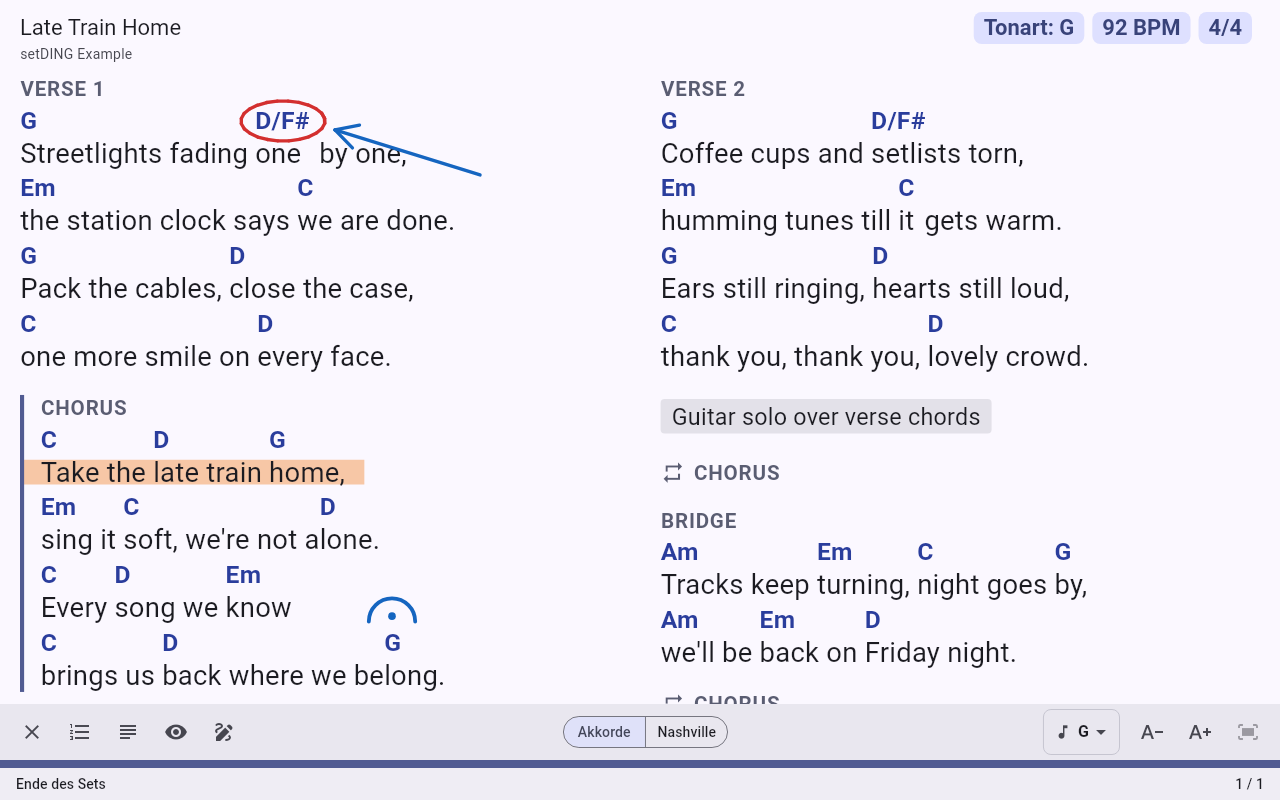 Late Train Home
setDING Example
Tonart: G 92 BPM 4/4
VERSE 1
G D/F#
Streetlights fading one by one,
Em C
the station clock says we are done.
G D
Pack the cables, close the case,
C D
one more smile on every face.
CHORUS
C D G
Take the late train home,
Em C D
sing it soft, we're not alone.
C D Em
Every song we know
C D G
brings us back where we belong.
VERSE 2
G D/F#
Coffee cups and setlists torn,
Em C
humming tunes till it gets warm.
G D
Ears still ringing, hearts still loud,
C D
thank you, thank you, lovely crowd.
Guitar solo over verse chords
CHORUS
BRIDGE
Am Em C G
Tracks keep turning, night goes by,
Am Em D
we'll be back on Friday night.
CHORUS
Akkorde Nashville
G A− A+
Ende des Sets 1 / 1